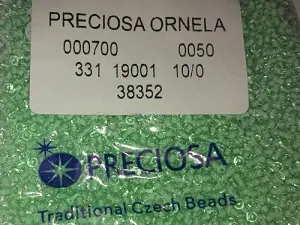 PRECIOSA ORNELA
000700 0050
331 19001 10/0
38352
PRECIOSA
Traditional Czech Beads